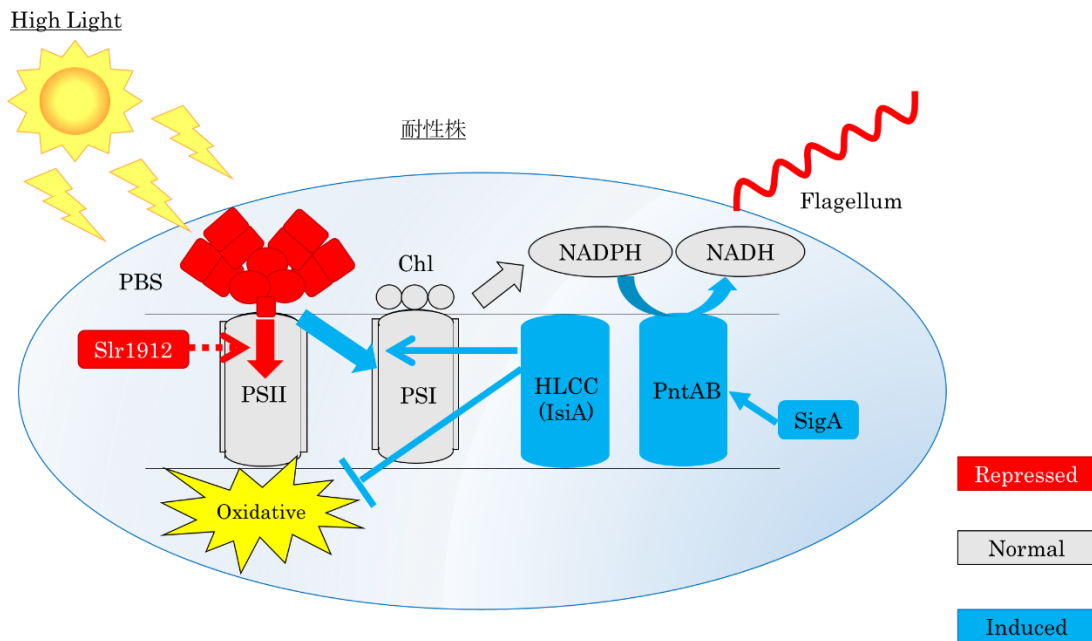 High Light
耐性株
Flagellum
NADPH
NADH
PBS
Chl
Slr1912
PSII
PSI
HLCC
(IsiA)
PntAB
SigA
Oxidative
Repressed
Normal
Induced